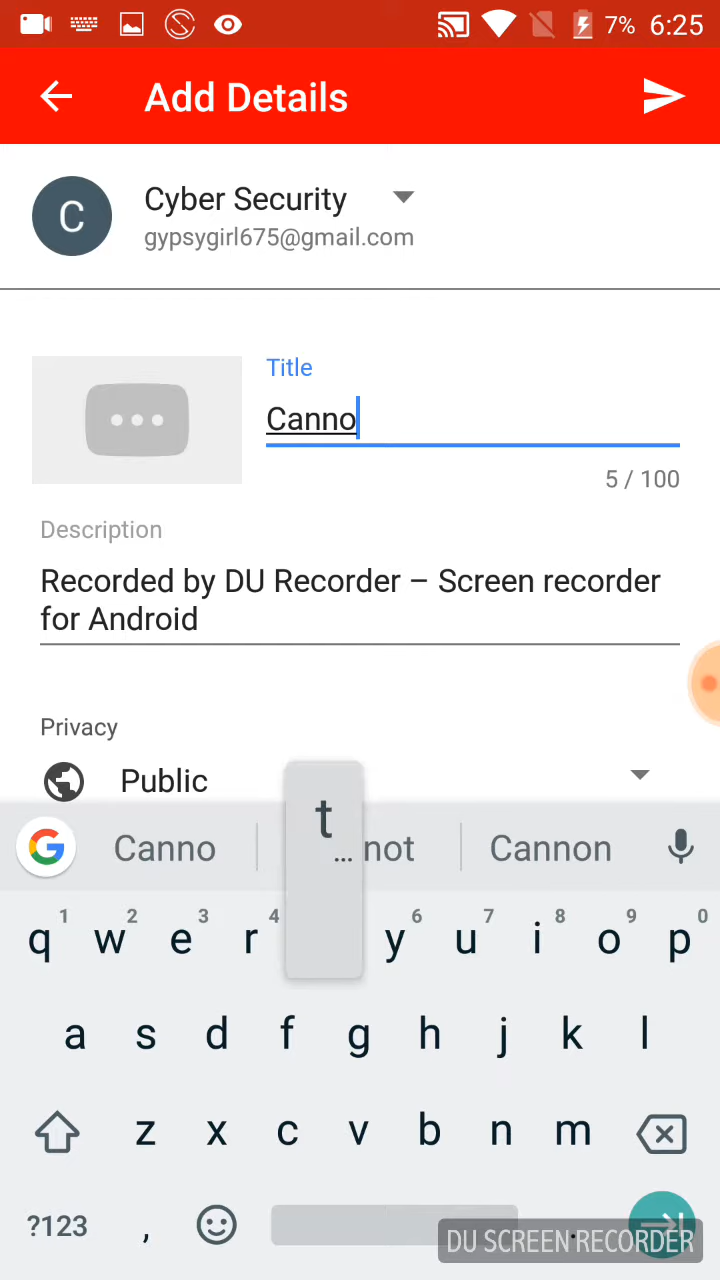 7% 6:25
Add Details
C
Cyber Security
gypsygirl675@gmail.com
Title
Canno
5 / 100
Description
Recorded by DU Recorder – Screen recorder
for Android
Privacy
Public
t
...
G Canno not Cannon
1 2 3 4 6 7 8 9 0
q w e r y u i o p
a s d f g h j k l
z x c v b n m
?123 , .
DU SCREEN RECORDER